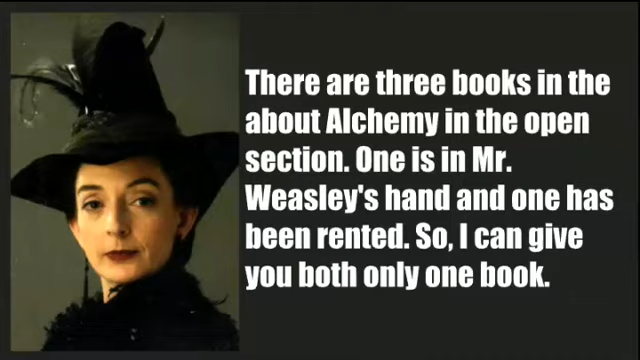 There are three books in the
about Alchemy in the open
section. One is in Mr.
Weasley's hand and one has
been rented. So, I can give
you both only one book.